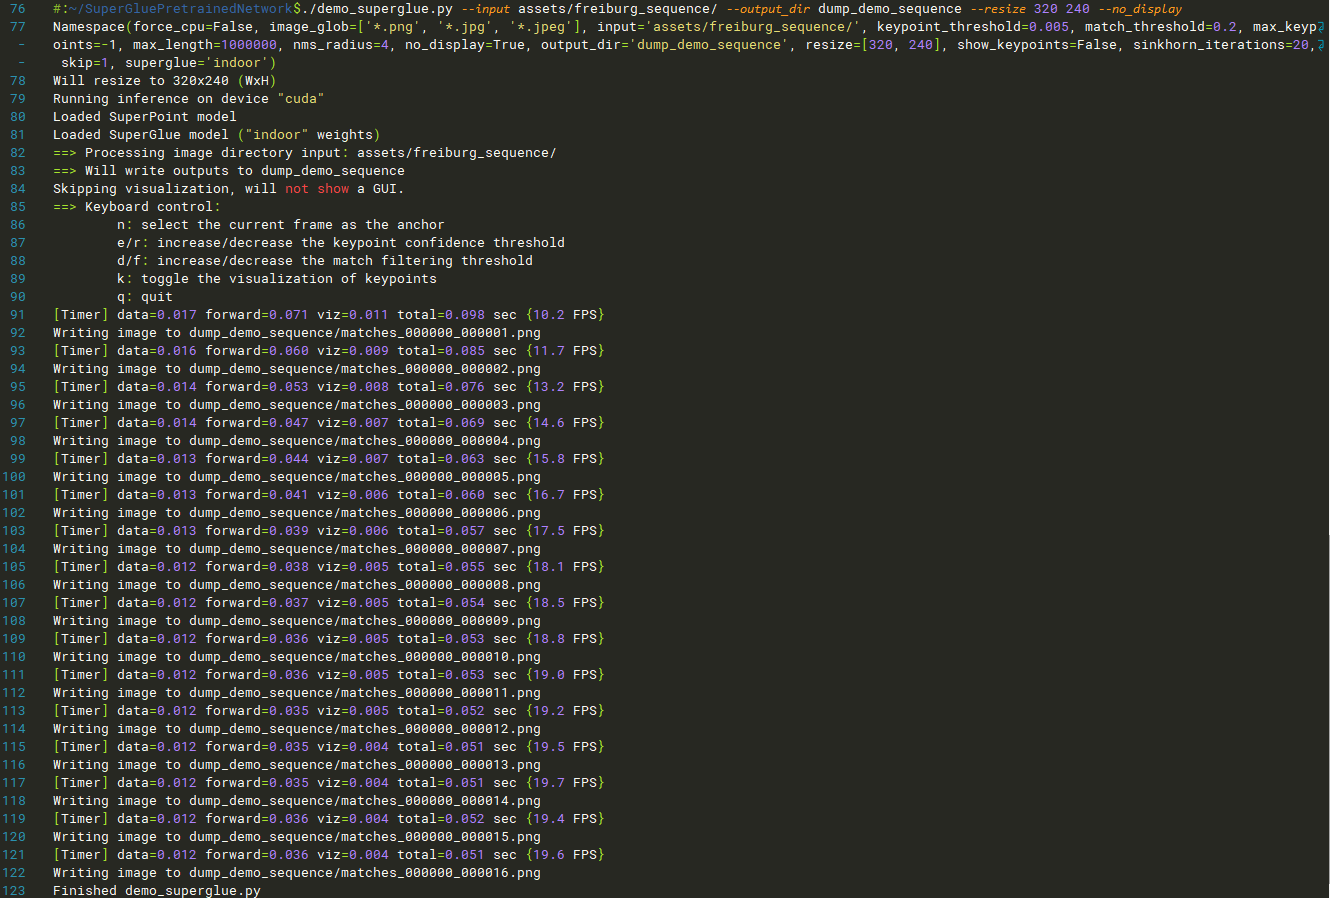 76 #:~/SuperGluePretrainedNetwork$./demo_superglue.py --input assets/freiburg_sequence/ --output_dir dump_demo_sequence --resize 320 240 --no_display
77 Namespace(force_cpu=False, image_glob=['*.png', '*.jpg', '*.jpeg'], input='assets/freiburg_sequence/', keypoint_threshold=0.005, match_threshold=0.2, max_keyp
- oints=-1, max_length=1000000, nms_radius=4, no_display=True, output_dir='dump_demo_sequence', resize=[320, 240], show_keypoints=False, sinkhorn_iterations=20,
- skip=1, superglue='indoor')
78 Will resize to 320x240 (WxH)
79 Running inference on device "cuda"
80 Loaded SuperPoint model
81 Loaded SuperGlue model ("indoor" weights)
82 ==> Processing image directory input: assets/freiburg_sequence/
83 ==> Will write outputs to dump_demo_sequence
84 Skipping visualization, will not show a GUI.
85 ==> Keyboard control:
86 n: select the current frame as the anchor
87 e/r: increase/decrease the keypoint confidence threshold
88 d/f: increase/decrease the match filtering threshold
89 k: toggle the visualization of keypoints
90 q: quit
91 [Timer] data=0.017 forward=0.071 viz=0.011 total=0.098 sec {10.2 FPS}
92 Writing image to dump_demo_sequence/matches_000000_000001.png
93 [Timer] data=0.016 forward=0.060 viz=0.009 total=0.085 sec {11.7 FPS}
94 Writing image to dump_demo_sequence/matches_000000_000002.png
95 [Timer] data=0.014 forward=0.053 viz=0.008 total=0.076 sec {13.2 FPS}
96 Writing image to dump_demo_sequence/matches_000000_000003.png
97 [Timer] data=0.014 forward=0.047 viz=0.007 total=0.069 sec {14.6 FPS}
98 Writing image to dump_demo_sequence/matches_000000_000004.png
99 [Timer] data=0.013 forward=0.044 viz=0.007 total=0.063 sec {15.8 FPS}
100 Writing image to dump_demo_sequence/matches_000000_000005.png
101 [Timer] data=0.013 forward=0.041 viz=0.006 total=0.060 sec {16.7 FPS}
102 Writing image to dump_demo_sequence/matches_000000_000006.png
103 [Timer] data=0.013 forward=0.039 viz=0.006 total=0.057 sec {17.5 FPS}
104 Writing image to dump_demo_sequence/matches_000000_000007.png
105 [Timer] data=0.012 forward=0.038 viz=0.005 total=0.055 sec {18.1 FPS}
106 Writing image to dump_demo_sequence/matches_000000_000008.png
107 [Timer] data=0.012 forward=0.037 viz=0.005 total=0.054 sec {18.5 FPS}
108 Writing image to dump_demo_sequence/matches_000000_000009.png
109 [Timer] data=0.012 forward=0.036 viz=0.005 total=0.053 sec {18.8 FPS}
110 Writing image to dump_demo_sequence/matches_000000_000010.png
111 [Timer] data=0.012 forward=0.036 viz=0.005 total=0.053 sec {19.0 FPS}
112 Writing image to dump_demo_sequence/matches_000000_000011.png
113 [Timer] data=0.012 forward=0.035 viz=0.005 total=0.052 sec {19.2 FPS}
114 Writing image to dump_demo_sequence/matches_000000_000012.png
115 [Timer] data=0.012 forward=0.035 viz=0.004 total=0.051 sec {19.5 FPS}
116 Writing image to dump_demo_sequence/matches_000000_000013.png
117 [Timer] data=0.012 forward=0.035 viz=0.004 total=0.051 sec {19.7 FPS}
118 Writing image to dump_demo_sequence/matches_000000_000014.png
119 [Timer] data=0.012 forward=0.036 viz=0.004 total=0.052 sec {19.4 FPS}
120 Writing image to dump_demo_sequence/matches_000000_000015.png
121 [Timer] data=0.012 forward=0.036 viz=0.004 total=0.051 sec {19.6 FPS}
122 Writing image to dump_demo_sequence/matches_000000_000016.png
123 Finished demo_superglue.py